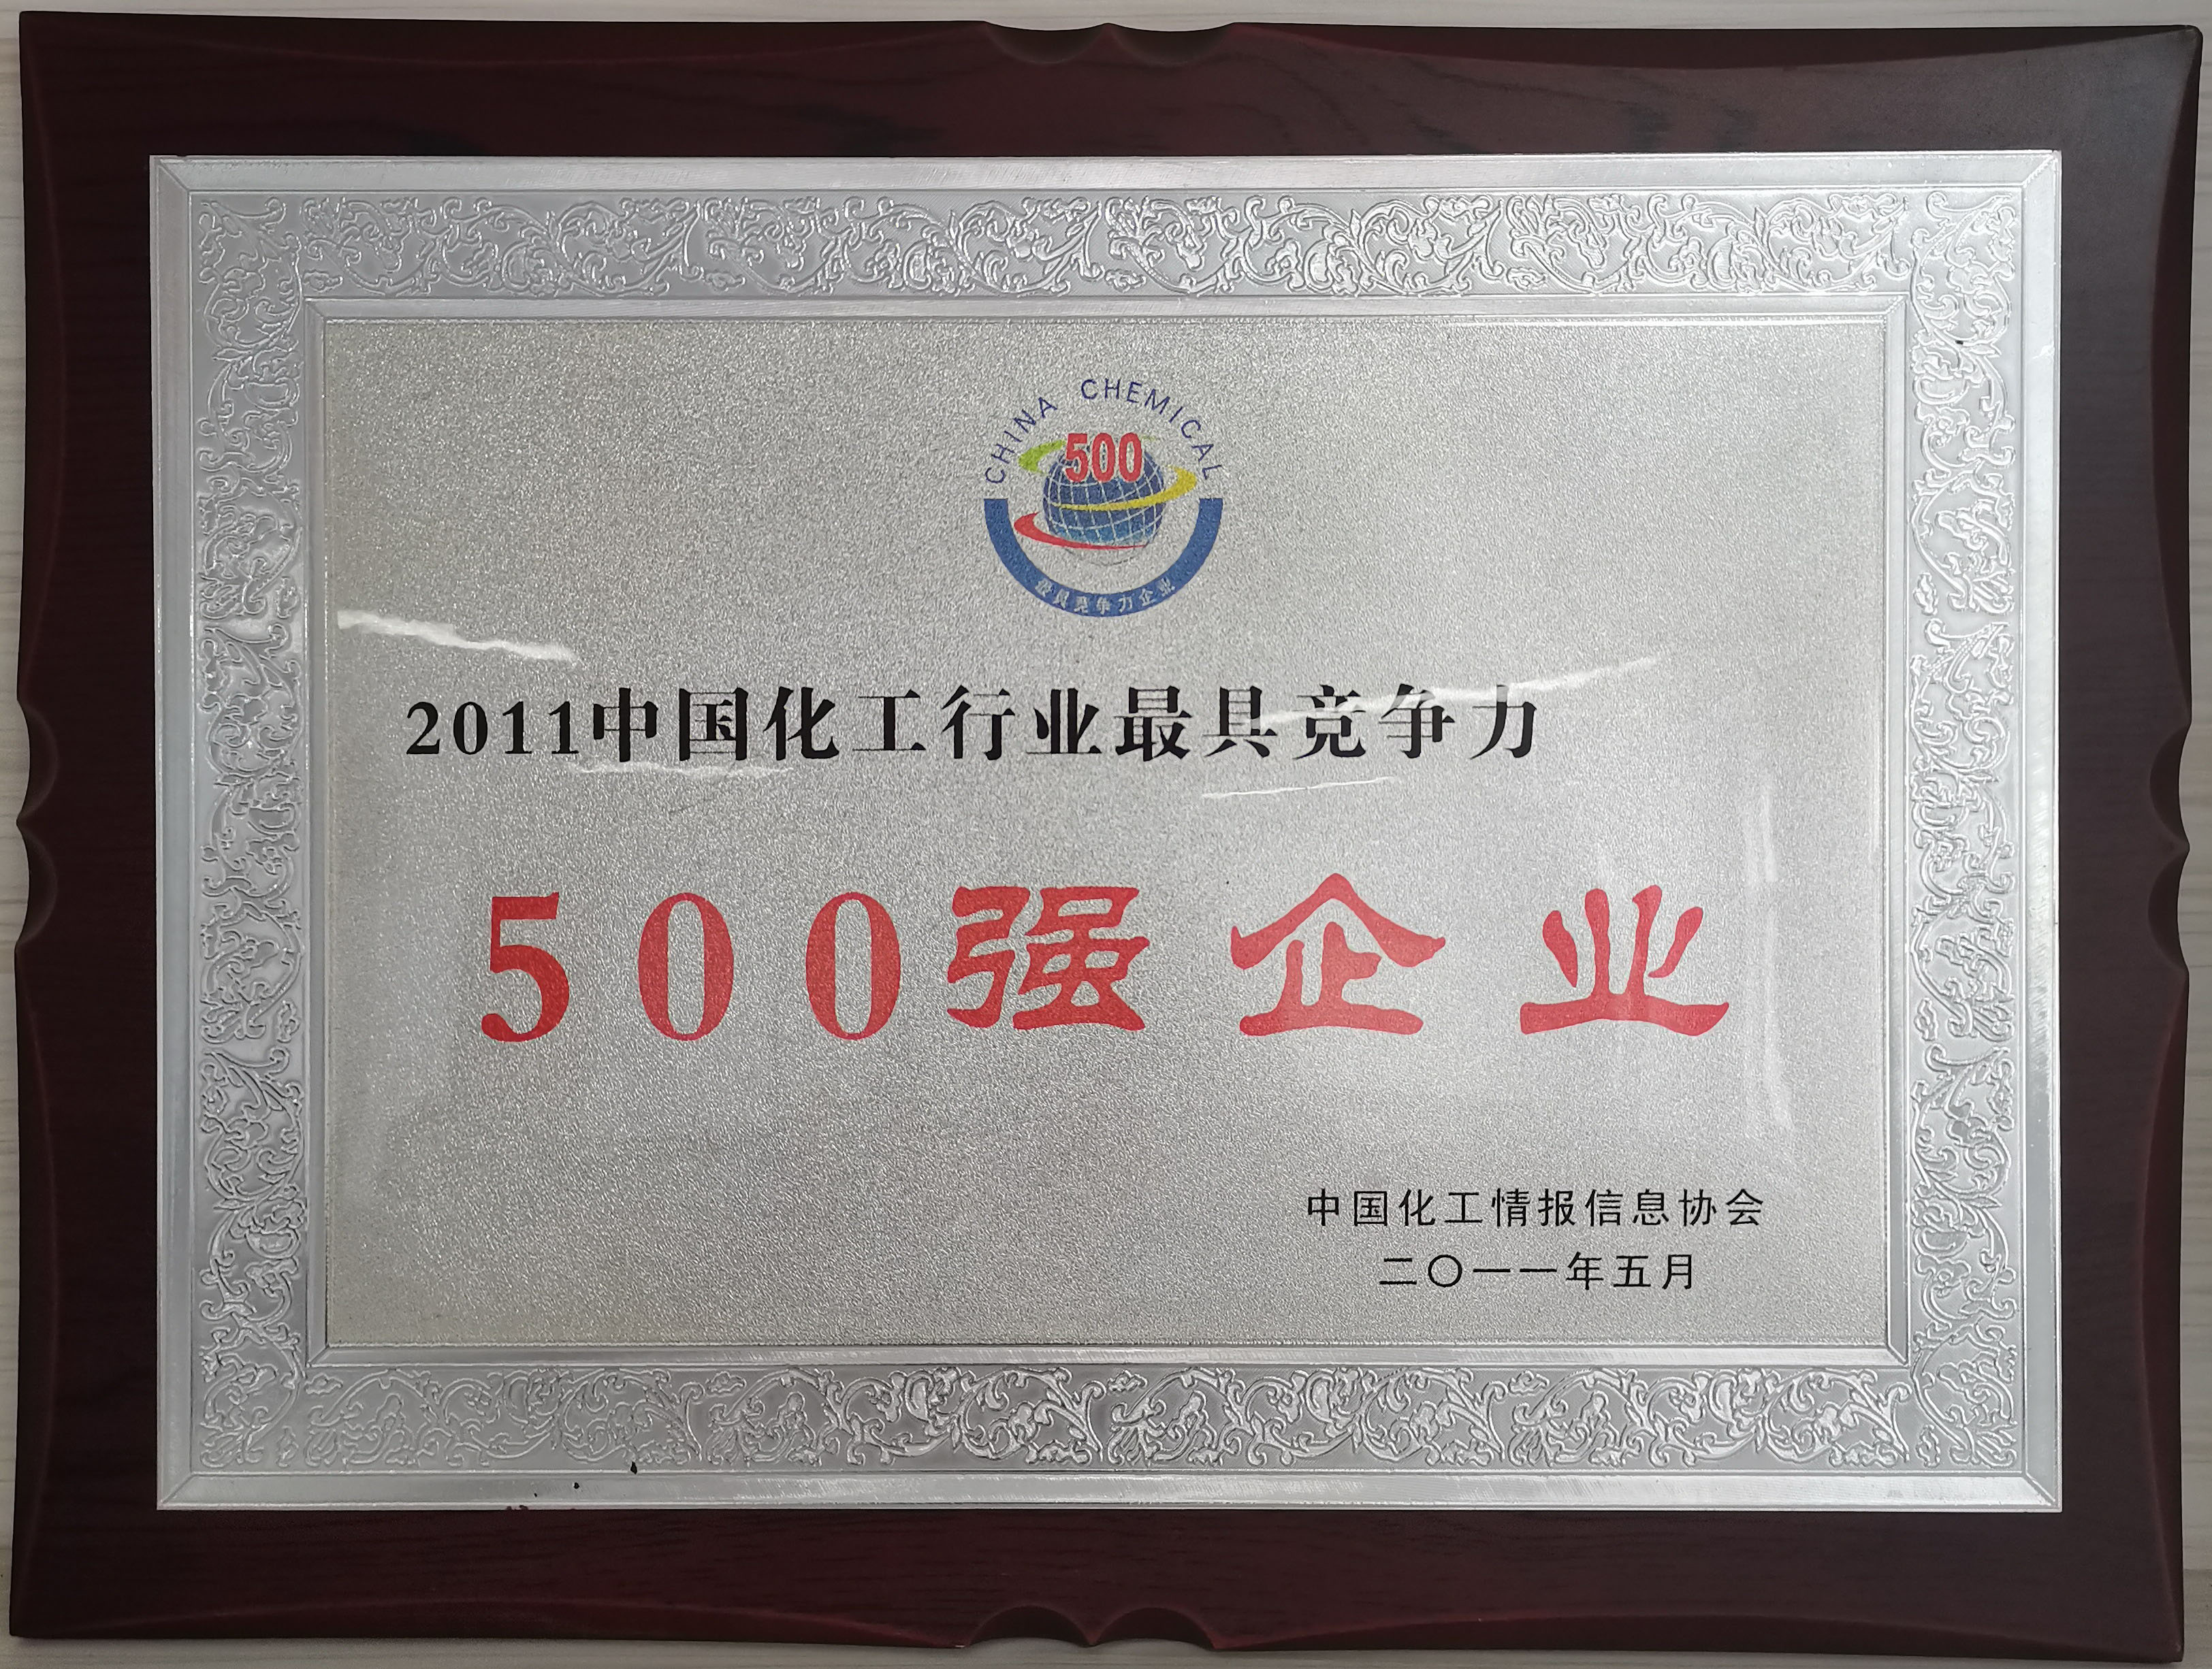 CHINA CHEMICAL
500
最具竞争力企业
2011中国化工行业最具竞争力
500强企业
中国化工情报信息协会
二〇一一年五月